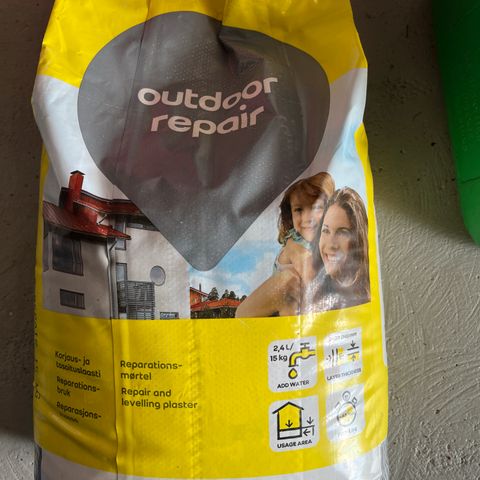 outdoor
repair
Korjaus- ja
tasoituslaasti
Reparations-
bruk
Reparasjons-
Reparations-
mørtel
Repair and
levelling plaster
2,4 L/
15 kg
ADD WATER
LAYER THICKNESS
USAGE AREA